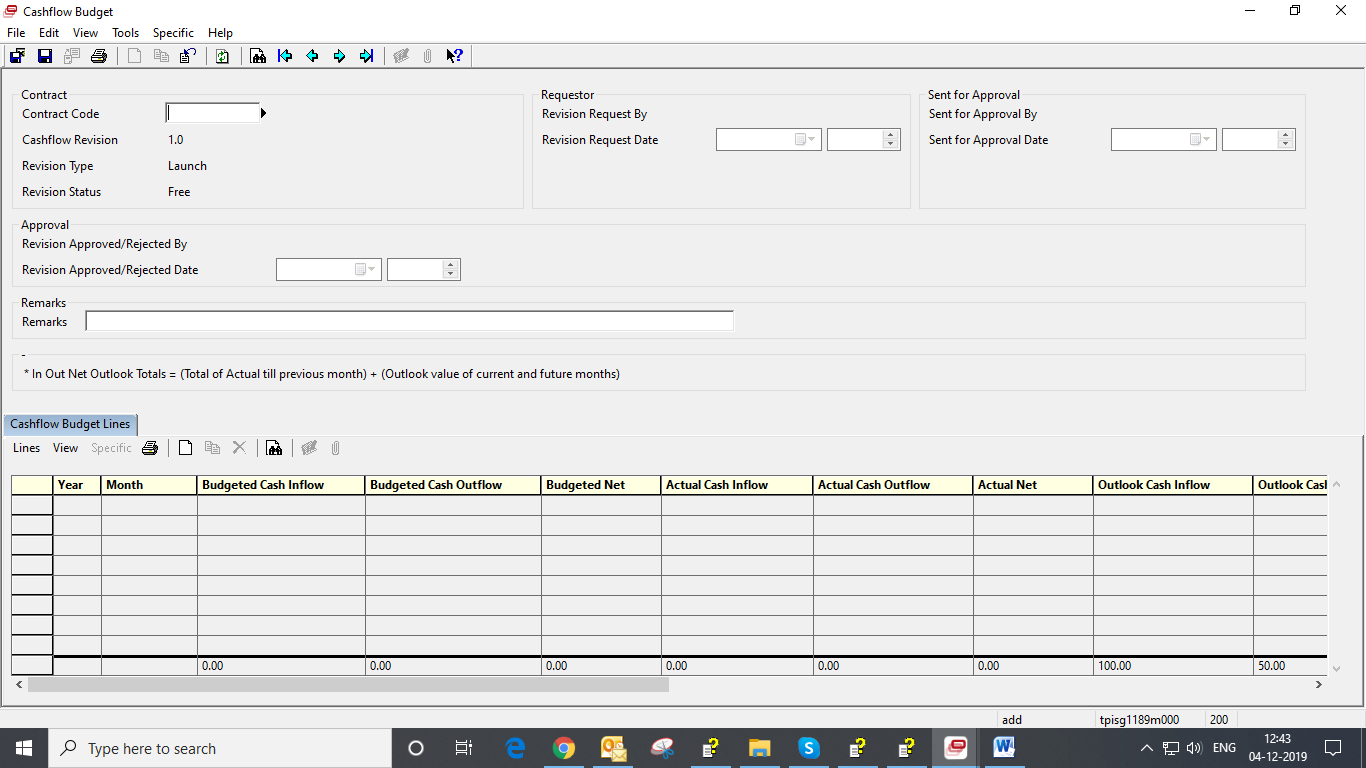 Cashflow Budget
File Edit View Tools Specific Help
Contract
Contract Code
Cashflow Revision 1.0
Revision Type Launch
Revision Status Free
Requestor
Revision Request By
Revision Request Date
Sent for Approval
Sent for Approval By
Sent for Approval Date
Approval
Revision Approved/Rejected By
Revision Approved/Rejected Date
Remarks
Remarks
-
* In Out Net Outlook Totals = (Total of Actual till previous month) + (Outlook value of current and future months)
Cashflow Budget Lines
Lines View Specific
Year Month Budgeted Cash Inflow Budgeted Cash Outflow Budgeted Net Actual Cash Inflow Actual Cash Outflow Actual Net Outlook Cash Inflow Outlook Cas
0.00 0.00 0.00 0.00 0.00 0.00 100.00 50.00
add tpisg1189m000 200
Type here to search
ENG
12:43
04-12-2019